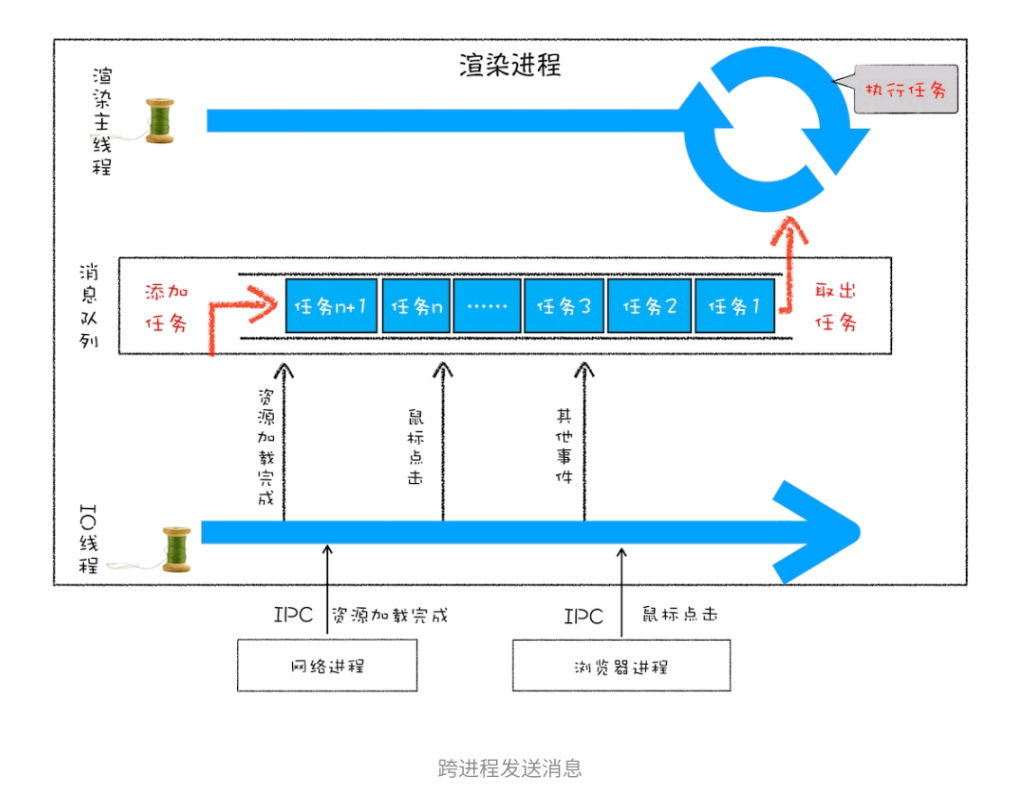 渲染进程
渲染主线程
执行任务
消息队列
添加
任务
任务n+1
任务n
……
任务3
任务2
任务1
取出
任务
资源加载完成
鼠标点击
其他事件
IO线程
IPC 资源加载完成
IPC 鼠标点击
网络进程
浏览器进程
跨进程发送消息